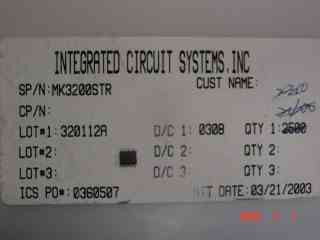 INTEGRATED CIRCUIT SYSTEMS,INC
SP/N:MK3200STR CUST NAME:
CP/N:
LOT#1:320112A D/C 1: 0308 QTY 1:2500
LOT#2: D/C 2: QTY 2:
LOT#3: D/C 3: QTY 3:
ICS PO#: 0360507 DATE:03/21/2003